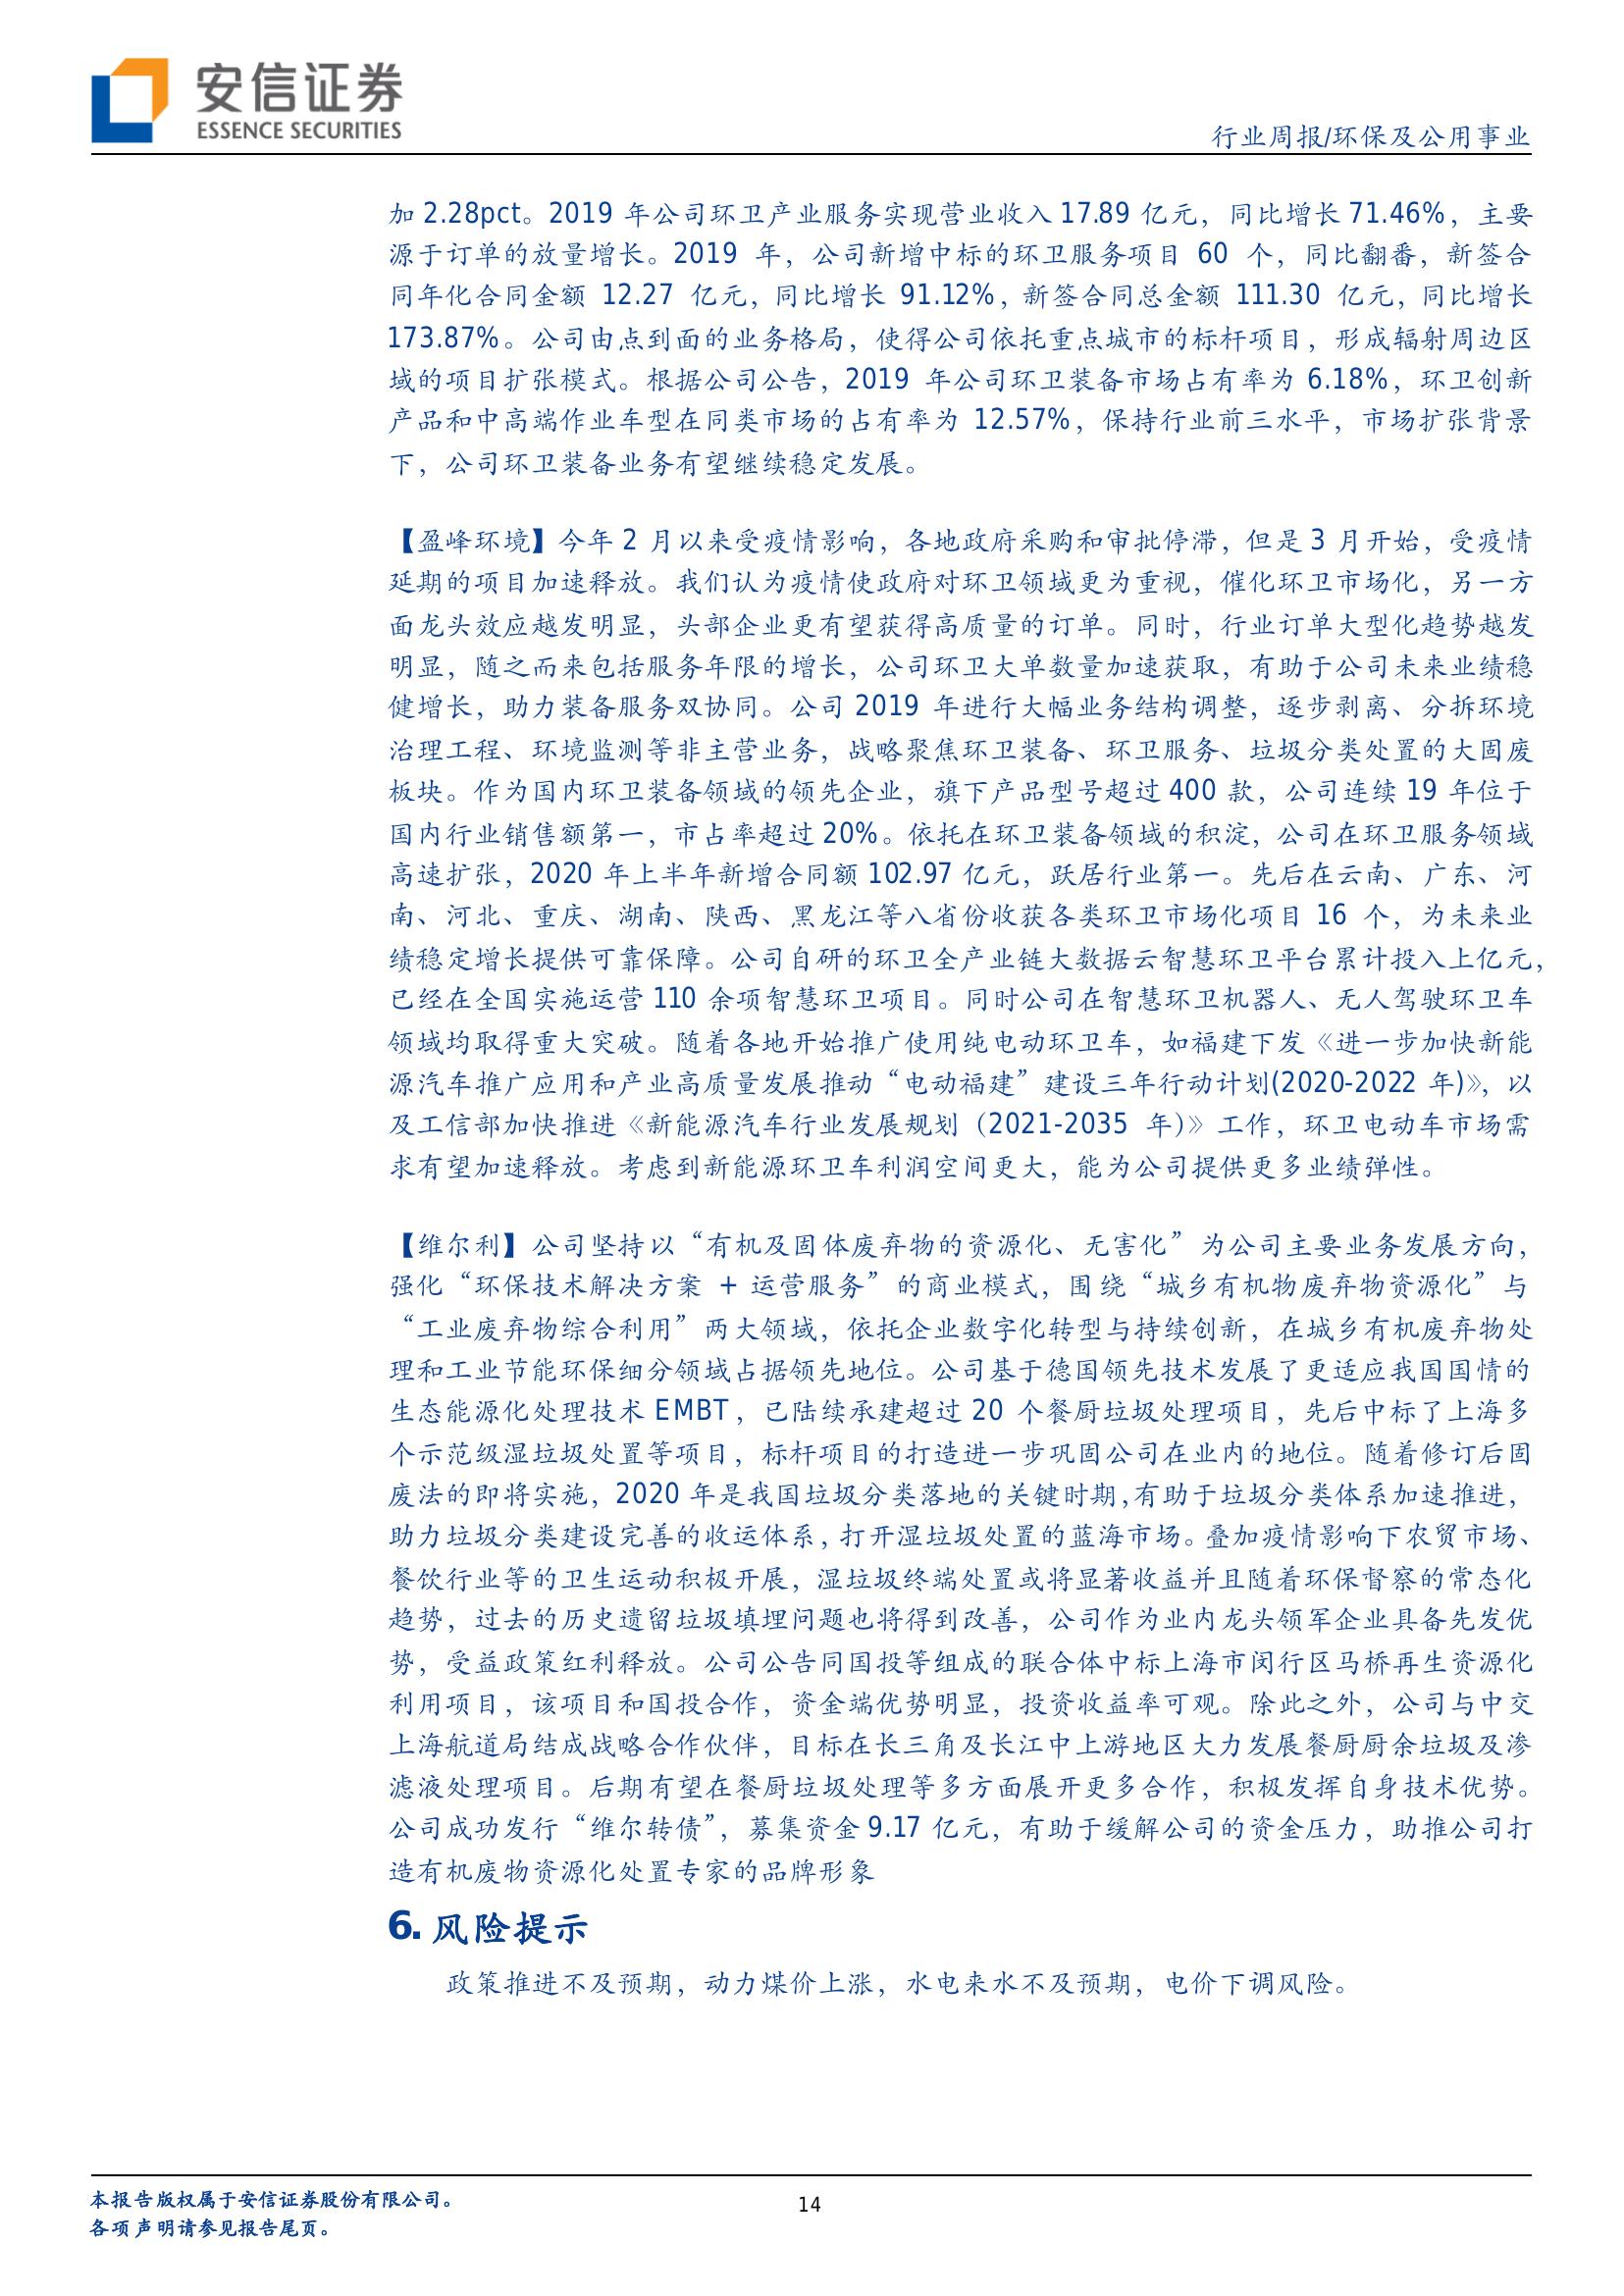 安信证券
ESSENCE SECURITIES
行业周报/环保及公用事业
加 2.28pct。2019 年公司环卫产业服务实现营业收入 17.89 亿元，同比增长 71.46%，主要
源于订单的放量增长。2019 年，公司新增中标的环卫服务项目 60 个，同比翻番，新签合
同年化合同金额 12.27 亿元，同比增长 91.12%，新签合同总金额 111.30 亿元，同比增长
173.87%。公司由点到面的业务格局，使得公司依托重点城市的标杆项目，形成辐射周边区
域的项目扩张模式。根据公司公告，2019 年公司环卫装备市场占有率为 6.18%，环卫创新
产品和中高端作业车型在同类市场的占有率为 12.57%，保持行业前三水平，市场扩张背景
下，公司环卫装备业务有望继续稳定发展。
【盈峰环境】今年 2 月以来受疫情影响，各地政府采购和审批停滞，但是 3 月开始，受疫情
延期的项目加速释放。我们认为疫情使政府对环卫领域更为重视，催化环卫市场化，另一方
面龙头效应越发明显，头部企业更有望获得高质量的订单。同时，行业订单大型化趋势越发
明显，随之而来包括服务年限的增长，公司环卫大单数量加速获取，有助于公司未来业绩稳
健增长，助力装备服务双协同。公司 2019 年进行大幅业务结构调整，逐步剥离、分拆环境
治理工程、环境监测等非主营业务，战略聚焦环卫装备、环卫服务、垃圾分类处置的大固废
板块。作为国内环卫装备领域的领先企业，旗下产品型号超过 400 款，公司连续 19 年位于
国内行业销售额第一，市占率超过 20%。依托在环卫装备领域的积淀，公司在环卫服务领域
高速扩张，2020 年上半年新增合同额 102.97 亿元，跃居行业第一。先后在云南、广东、河
南、河北、重庆、湖南、陕西、黑龙江等八省份收获各类环卫市场化项目 16 个，为未来业
绩稳定增长提供可靠保障。公司自研的环卫全产业链大数据云智慧环卫平台累计投入上亿元，
已经在全国实施运营 110 余项智慧环卫项目。同时公司在智慧环卫机器人、无人驾驶环卫车
领域均取得重大突破。随着各地开始推广使用纯电动环卫车，如福建下发《进一步加快新能
源汽车推广应用和产业高质量发展推动“电动福建”建设三年行动计划(2020-2022 年)》，以
及工信部加快推进《新能源汽车行业发展规划（2021-2035 年）》工作，环卫电动车市场需
求有望加速释放。考虑到新能源环卫车利润空间更大，能为公司提供更多业绩弹性。
【维尔利】公司坚持以“有机及固体废弃物的资源化、无害化”为公司主要业务发展方向，
强化“环保技术解决方案 + 运营服务”的商业模式，围绕“城乡有机物废弃物资源化”与
“工业废弃物综合利用”两大领域，依托企业数字化转型与持续创新，在城乡有机废弃物处
理和工业节能环保细分领域占据领先地位。公司基于德国领先技术发展了更适应我国国情的
生态能源化处理技术 EMBT，已陆续承建超过 20 个餐厨垃圾处理项目，先后中标了上海多
个示范级湿垃圾处置等项目，标杆项目的打造进一步巩固公司在业内的地位。随着修订后固
废法的即将实施，2020 年是我国垃圾分类落地的关键时期,有助于垃圾分类体系加速推进，
助力垃圾分类建设完善的收运体系,打开湿垃圾处置的蓝海市场。叠加疫情影响下农贸市场、
餐饮行业等的卫生运动积极开展，湿垃圾终端处置或将显著收益并且随着环保督察的常态化
趋势，过去的历史遗留垃圾填埋问题也将得到改善，公司作为业内龙头领军企业具备先发优
势，受益政策红利释放。公司公告同国投等组成的联合体中标上海市闵行区马桥再生资源化
利用项目，该项目和国投合作，资金端优势明显，投资收益率可观。除此之外，公司与中交
上海航道局结成战略合作伙伴，目标在长三角及长江中上游地区大力发展餐厨厨余垃圾及渗
滤液处理项目。后期有望在餐厨垃圾处理等多方面展开更多合作，积极发挥自身技术优势。
公司成功发行“维尔转债”，募集资金 9.17 亿元，有助于缓解公司的资金压力，助推公司打
造有机废物资源化处置专家的品牌形象
6. 风险提示
政策推进不及预期，动力煤价上涨，水电来水不及预期，电价下调风险。
本报告版权属于安信证券股份有限公司。
各项声明请参见报告尾页。
14